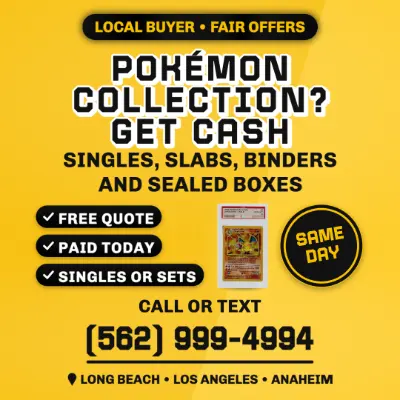 LOCAL BUYER • FAIR OFFERS
POKÉMON
COLLECTION?
GET CASH
SINGLES, SLABS, BINDERS
AND SEALED BOXES
FREE QUOTE
PAID TODAY
SINGLES OR SETS
SAME
DAY
CALL OR TEXT
(562) 999-4994
LONG BEACH • LOS ANGELES • ANAHEIM